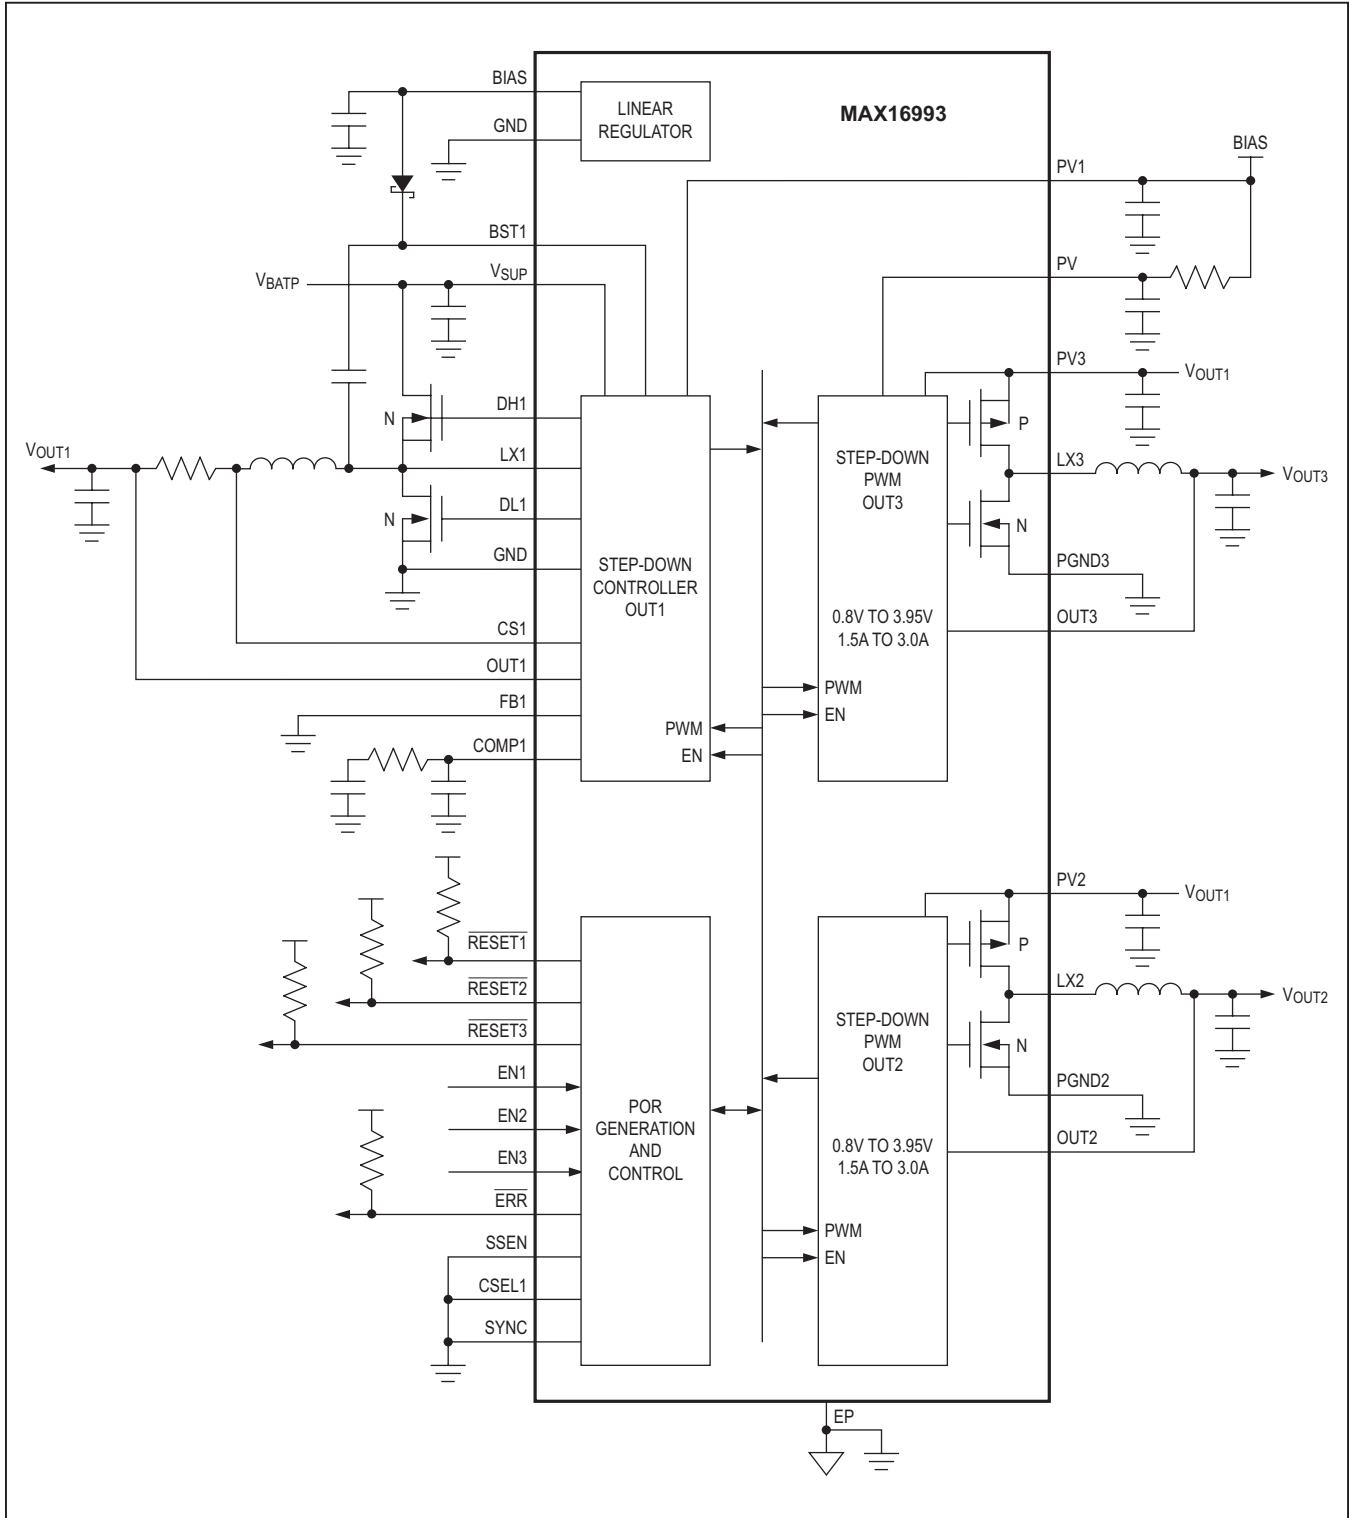 MAX16993
BIAS
GND
LINEAR
REGULATOR
BIAS
PV1
BST1
VSUP
VBATP
PV
PV3
VOUT1
DH1
N
P
VOUT1
LX1
LX3
VOUT3
DL1
N
N
GND
PGND3
STEP-DOWN
CONTROLLER
OUT1
STEP-DOWN
PWM
OUT3
0.8V TO 3.95V
1.5A TO 3.0A
CS1
OUT3
OUT1
FB1
PWM
EN
PWM
EN
COMP1
PV2
VOUT1
P
RESET1
RESET2
RESET3
LX2
VOUT2
STEP-DOWN
PWM
OUT2
N
EN1
EN2
EN3
ERR
POR
GENERATION
AND
CONTROL
PGND2
OUT2
0.8V TO 3.95V
1.5A TO 3.0A
PWM
EN
SSEN
CSEL1
SYNC
EP